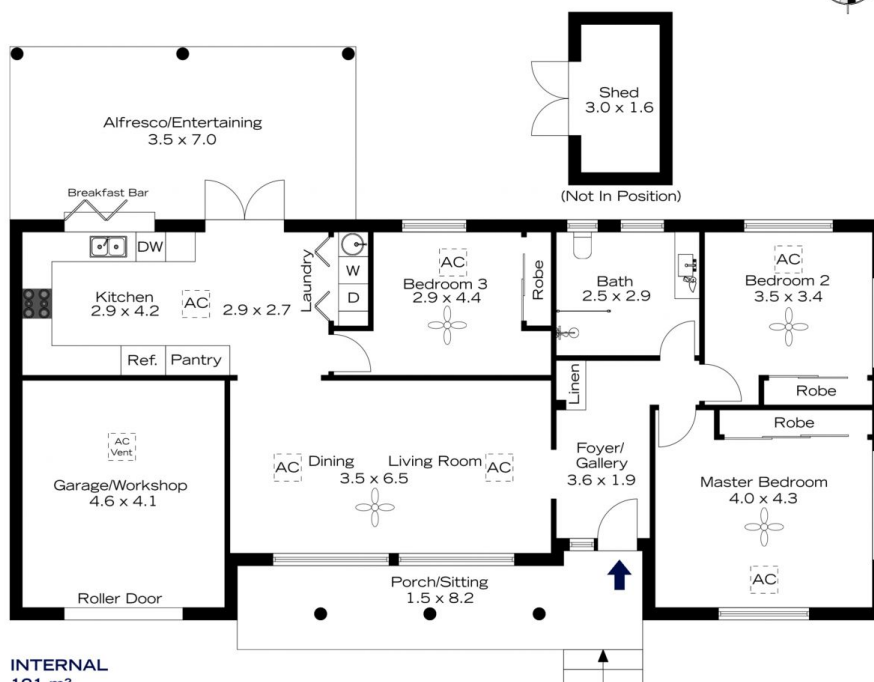 Shed
3.0 x 1.6
(Not In Position)
Alfresco/Entertaining
3.5 x 7.0
Breakfast Bar
DW
Kitchen
2.9 x 4.2
AC
2.9 x 2.7
Laundry
W
D
Ref.
Pantry
AC
Bedroom 3
2.9 x 4.4
Robe
Bath
2.5 x 2.9
AC
Bedroom 2
3.5 x 3.4
Robe
Linen
Foyer/
Gallery
3.6 x 1.9
Robe
Master Bedroom
4.0 x 4.3
AC
AC
Vent
Garage/Workshop
4.6 x 4.1
Roller Door
AC
Dining
Living Room
AC
3.5 x 6.5
Porch/Sitting
1.5 x 8.2
INTERNAL